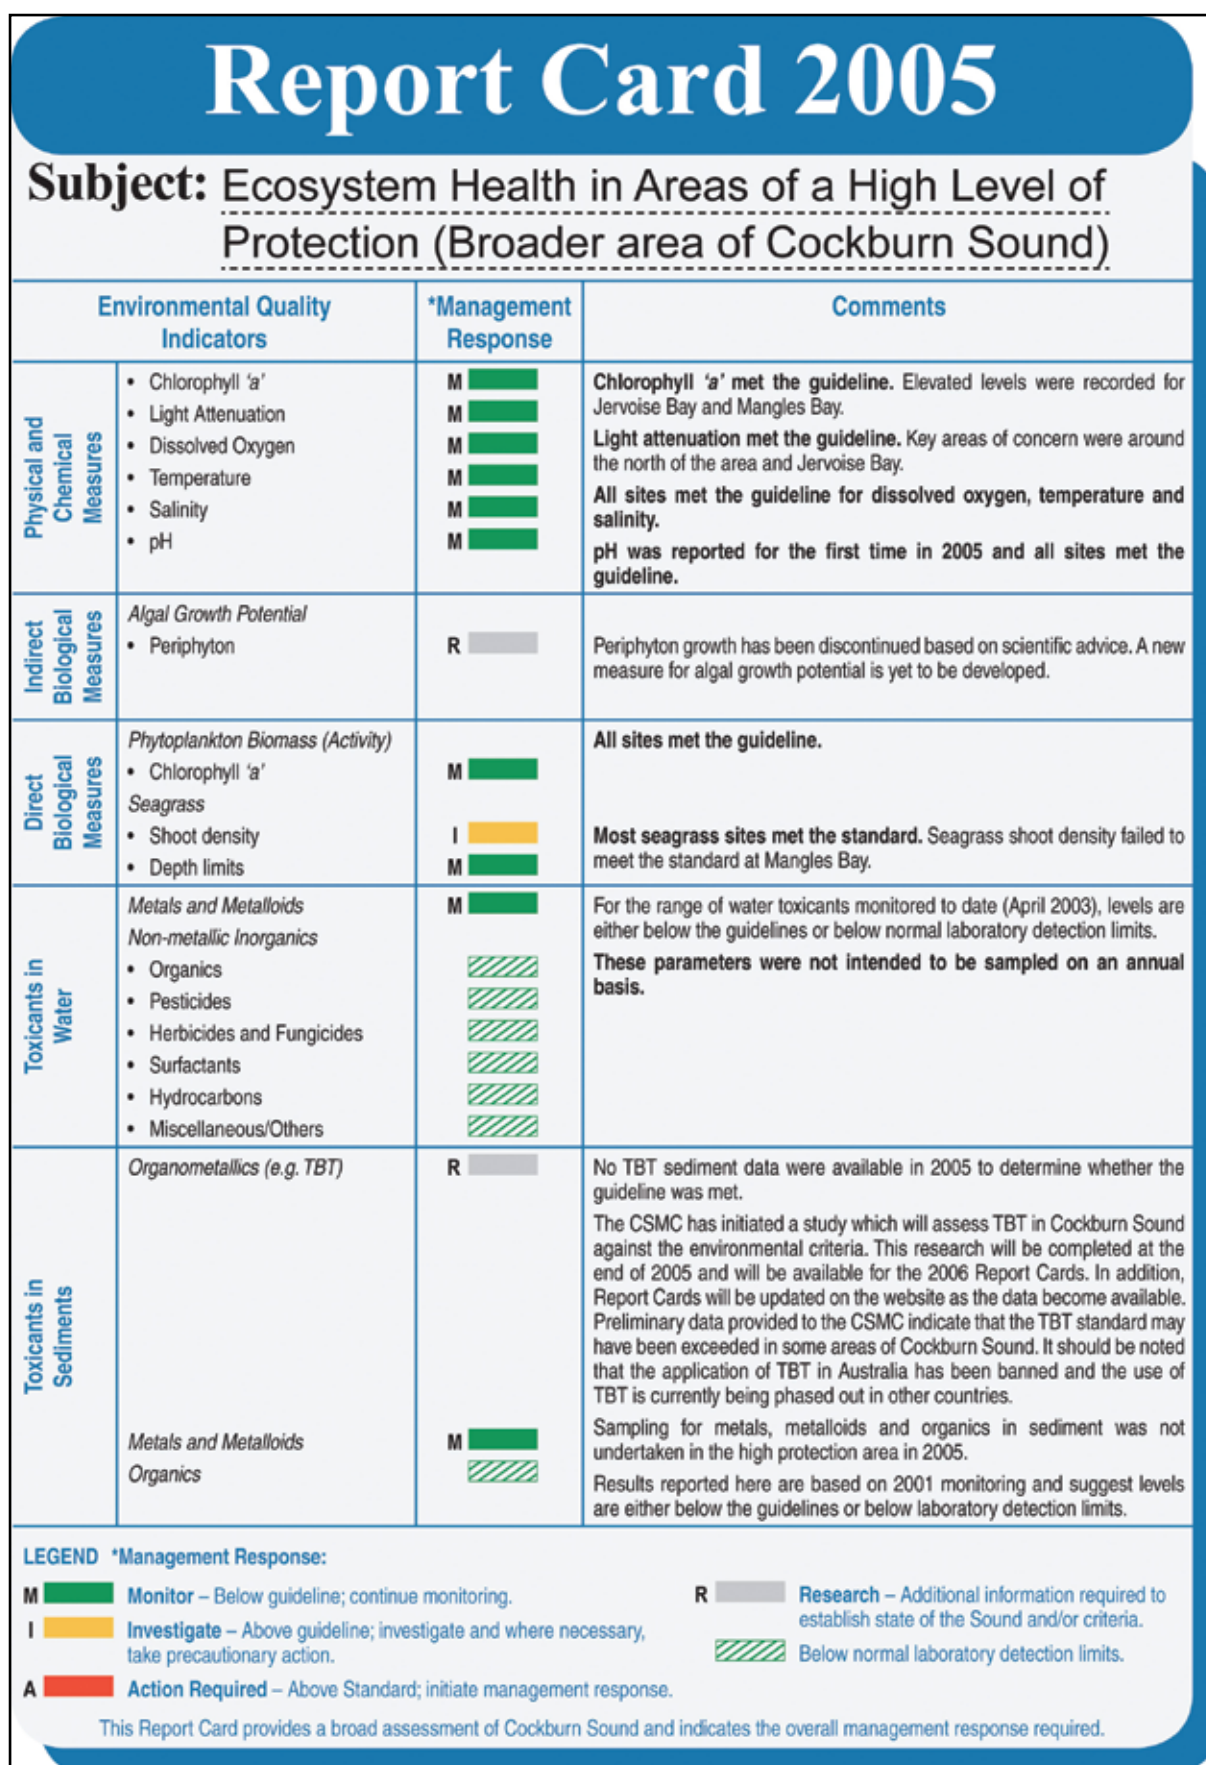 Report Card 2005
Subject: Ecosystem Health in Areas of a High Level of
Protection (Broader area of Cockburn Sound)
Environmental Quality
Indicators
*Management
Response
Comments
Physical and
Chemical
Measures
• Chlorophyll 'a'
M
• Light Attenuation
M
• Dissolved Oxygen
M
• Temperature
M
• Salinity
M
• pH
M
Chlorophyll 'a' met the guideline. Elevated levels were recorded for
Jervoise Bay and Mangles Bay.
Light attenuation met the guideline. Key areas of concern were around
the north of the area and Jervoise Bay.
All sites met the guideline for dissolved oxygen, temperature and
salinity.
pH was reported for the first time in 2005 and all sites met the
guideline.
Indirect
Biological
Measures
Algal Growth Potential
• Periphyton
R
Periphyton growth has been discontinued based on scientific advice. A new
measure for algal growth potential is yet to be developed.
Direct
Biological
Measures
Phytoplankton Biomass (Activity)
• Chlorophyll 'a'
M
Seagrass
• Shoot density
I
• Depth limits
M
All sites met the guideline.
Most seagrass sites met the standard. Seagrass shoot density failed to
meet the standard at Mangles Bay.
Toxicants in
Water
Metals and Metalloids
M
Non-metallic Inorganics
• Organics
• Pesticides
• Herbicides and Fungicides
• Surfactants
• Hydrocarbons
• Miscellaneous/Others
For the range of water toxicants monitored to date (April 2003), levels are
either below the guidelines or below normal laboratory detection limits.
These parameters were not intended to be sampled on an annual
basis.
Toxicants in
Sediments
Organometallics (e.g. TBT)
R
No TBT sediment data were available in 2005 to determine whether the
guideline was met.
The CSMC has initiated a study which will assess TBT in Cockburn Sound
against the environmental criteria. This research will be completed at the
end of 2005 and will be available for the 2006 Report Cards. In addition,
Report Cards will be updated on the website as the data become available.
Preliminary data provided to the CSMC indicate that the TBT standard may
have been exceeded in some areas of Cockburn Sound. It should be noted
that the application of TBT in Australia has been banned and the use of
TBT is currently being phased out in other countries.
Metals and Metalloids
M
Organics
Sampling for metals, metalloids and organics in sediment was not
undertaken in the high protection area in 2005.
Results reported here are based on 2001 monitoring and suggest levels
are either below the guidelines or below laboratory detection limits.
LEGEND *Management Response:
M Monitor – Below guideline; continue monitoring.
I Investigate – Above guideline; investigate and where necessary,
take precautionary action.
A Action Required – Above Standard; initiate management response.
R Research – Additional information required to
establish state of the Sound and/or criteria.
Below normal laboratory detection limits.
This Report Card provides a broad assessment of Cockburn Sound and indicates the overall management response required.